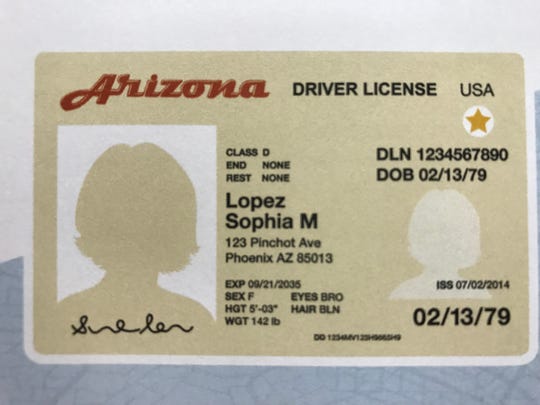 Arizona DRIVER LICENSE USA
CLASS D
END NONE
REST NONE
DLN 1234567890
DOB 02/13/79
Lopez
Sophia M
123 Pinchot Ave
Phoenix AZ 85013
EXP 09/21/2035
SEX F EYES BRO
HGT 5'-03" HAIR BLN
WGT 142 lb
ISS 07/02/2014
02/13/79